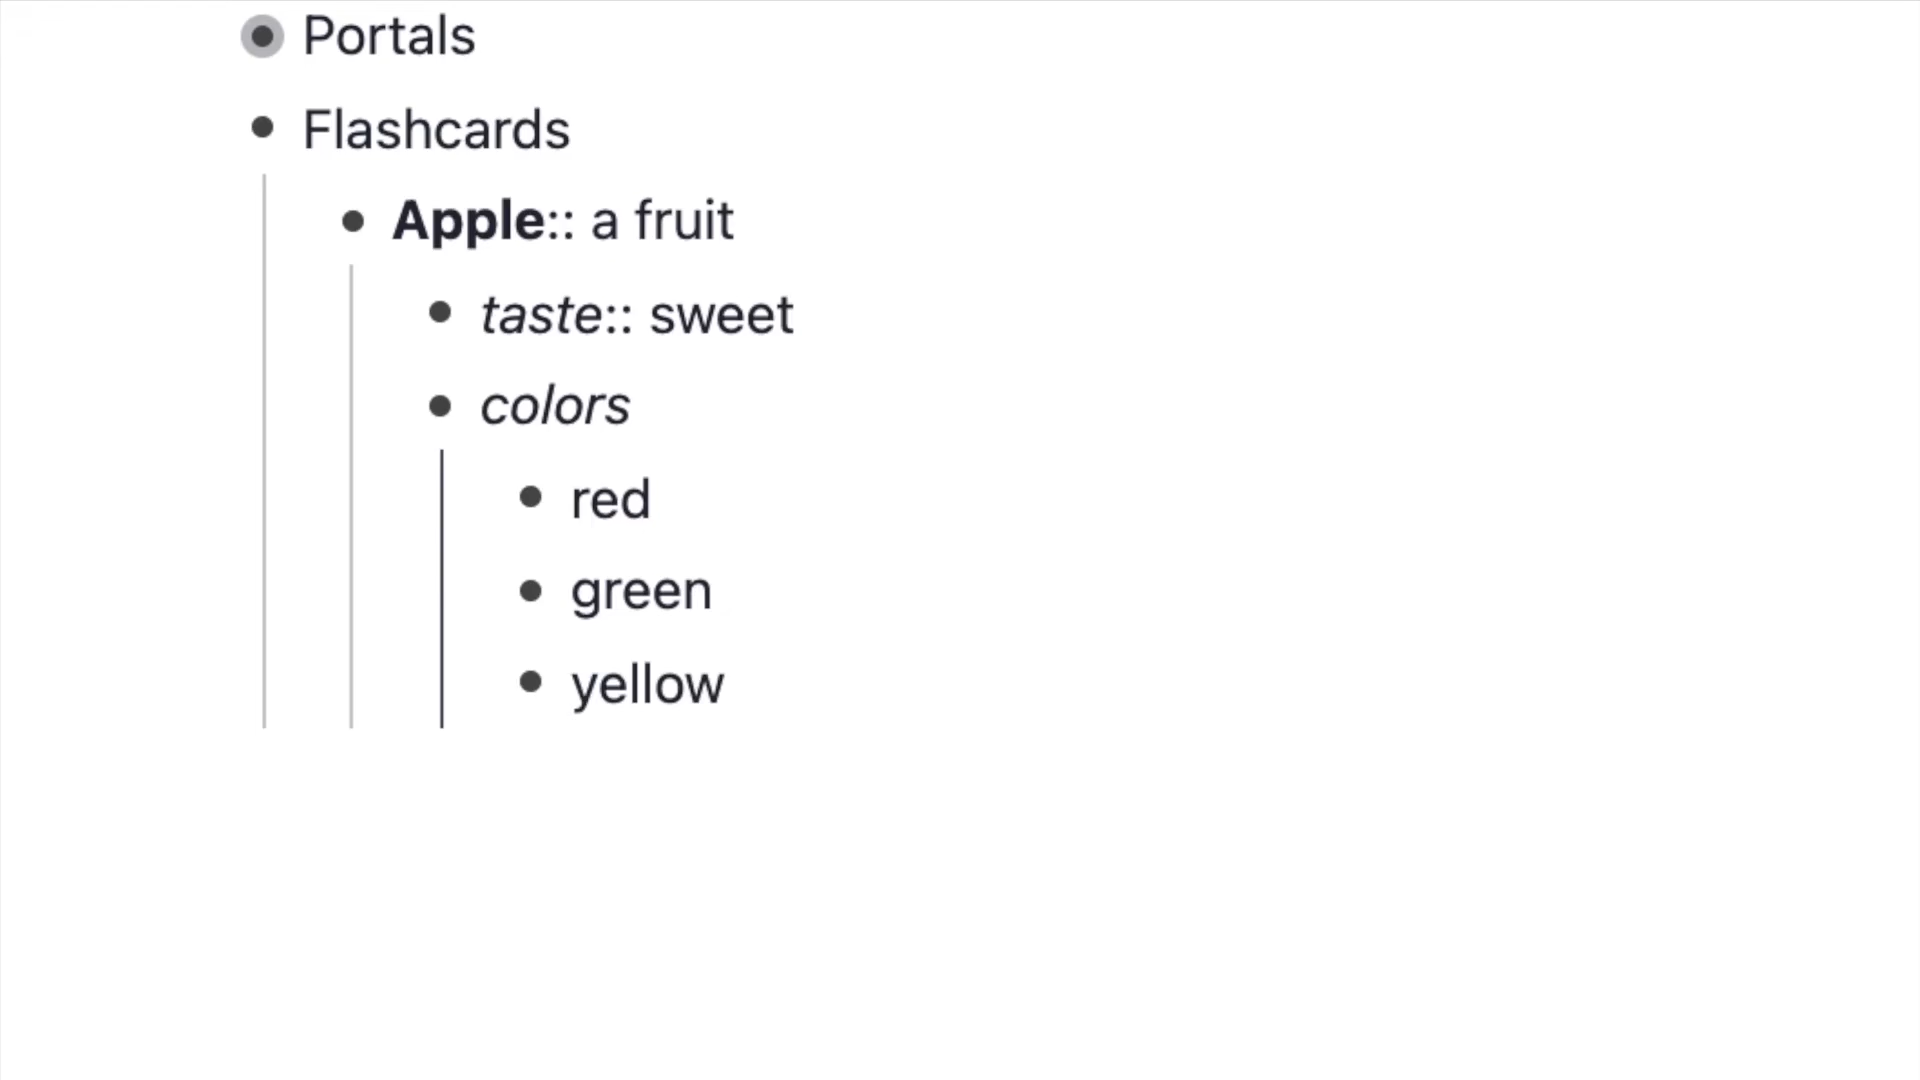 Portals
Flashcards
Apple:: a fruit
taste:: sweet
colors
red
green
yellow